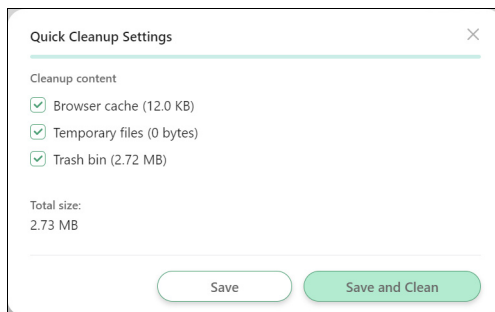 Quick Cleanup Settings
Cleanup content
Browser cache (12.0 KB)
Temporary files (0 bytes)
Trash bin (2.72 MB)
Total size:
2.73 MB
Save
Save and Clean